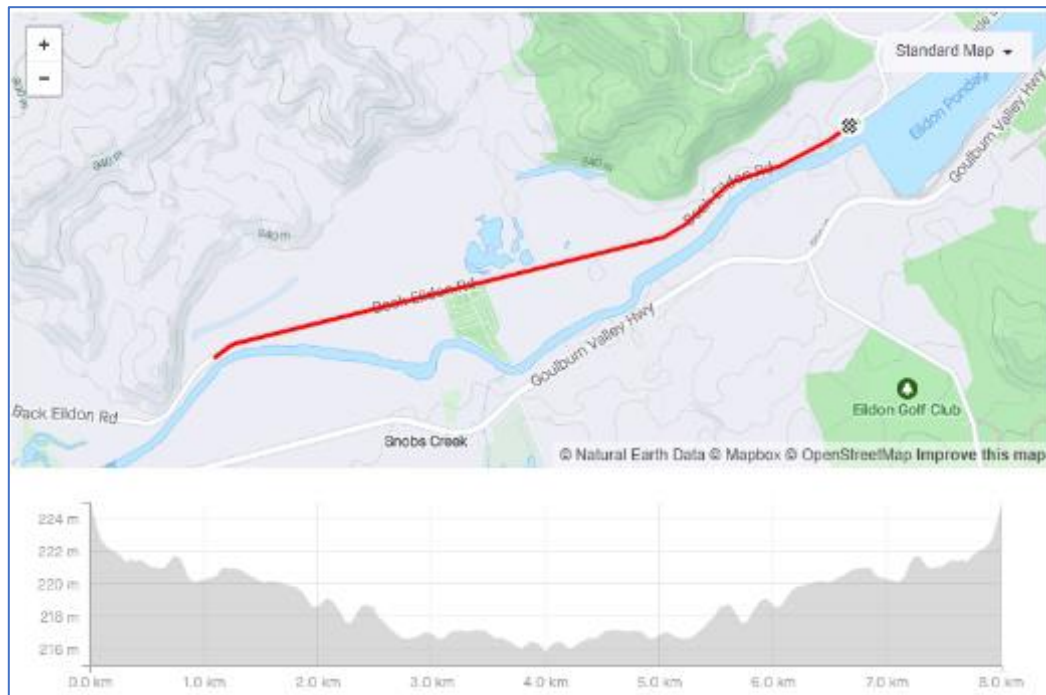 +
−
Standard Map
Eildon Pondage
Goulburn Valley Hwy
Back Eildon Rd
840 m
840 m
840 m
Back Eildon Rd
Goulburn Valley Hwy
Back Eildon Rd
Snobs Creek
Eildon Golf Club
© Natural Earth Data © Mapbox © OpenStreetMap Improve this map
224 m
222 m
220 m
218 m
216 m
0.0 km 1.0 km 2.0 km 3.0 km 4.0 km 5.0 km 6.0 km 7.0 km 8.0 km